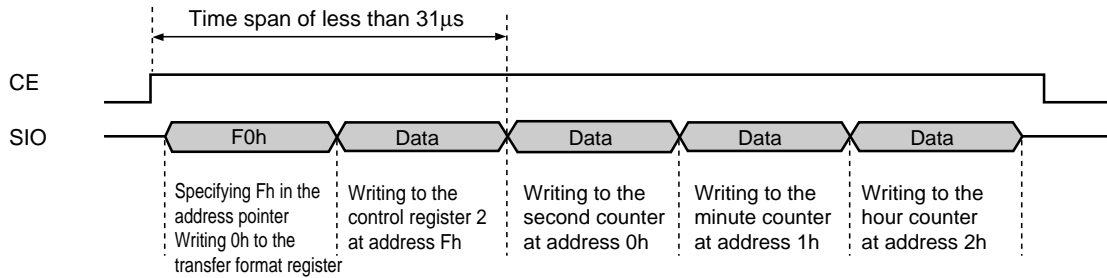 Time span of less than 31μs
CE
SIO
F0h Data Data Data Data
Specifying Fh in the
address pointer
Writing 0h to the
transfer format register
Writing to the
control register 2
at address Fh
Writing to the
second counter
at address 0h
Writing to the
minute counter
at address 1h
Writing to the
hour counter
at address 2h